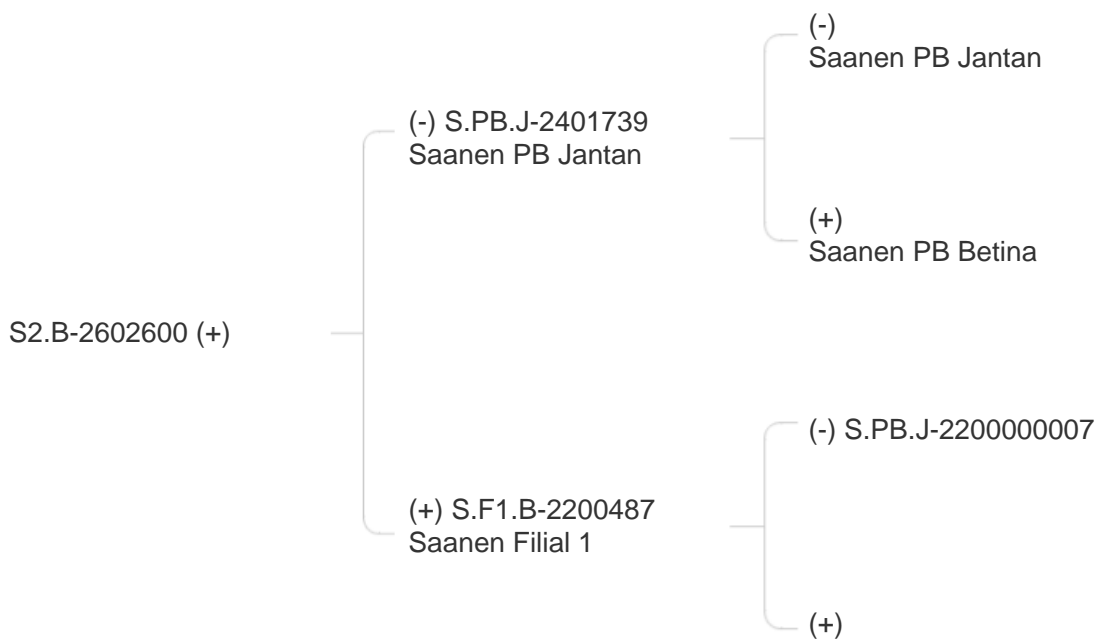 (-)
Saanen PB Jantan
(-) S.PB.J-2401739
Saanen PB Jantan
(+)
Saanen PB Betina
S2.B-2602600 (+)
(-) S.PB.J-2200000007
(+) S.F1.B-2200487
Saanen Filial 1
(+)